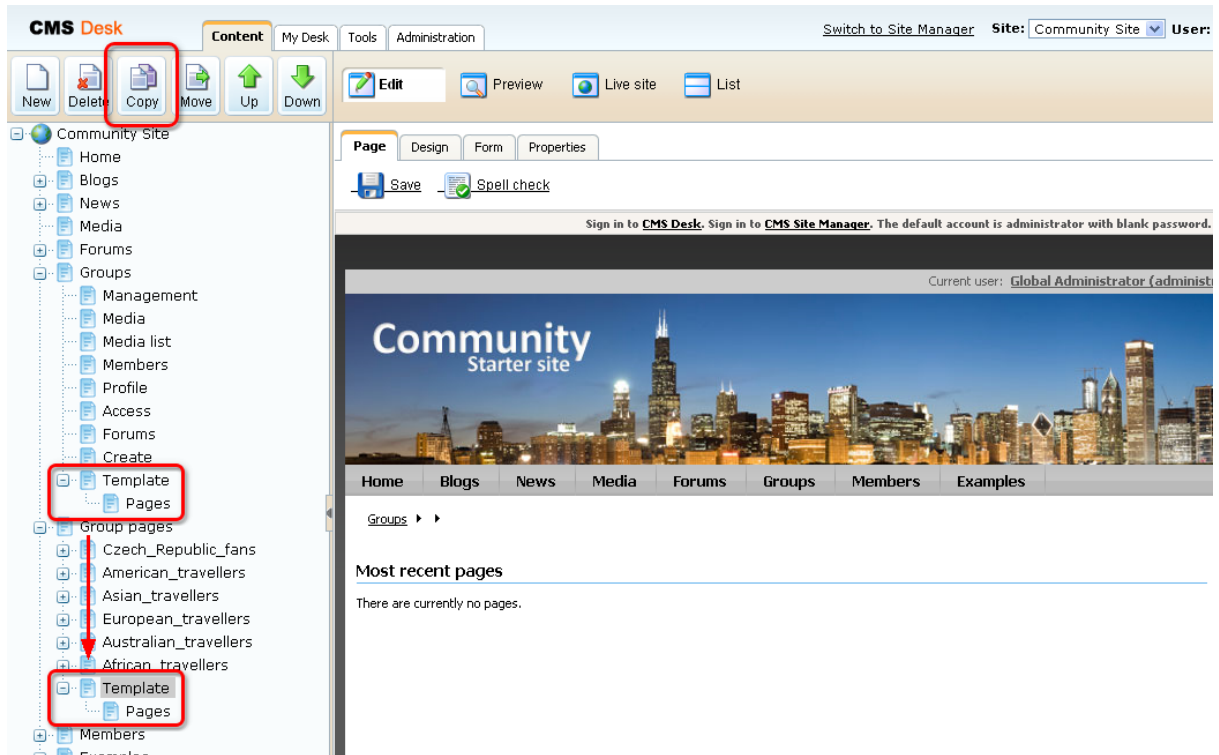 CMS Desk
Content My Desk Tools Administration
Switch to Site Manager Site: Community Site User:
New Delete Copy Move Up Down
Edit Preview Live site List
Community Site
Home
Blogs
News
Media
Forums
Groups
Management
Media
Media list
Members
Profile
Access
Forums
Create
Template
Pages
Group pages
Czech_Republic_fans
American_travellers
Asian_travellers
European_travellers
Australian_travellers
African_travellers
Template
Pages
Members
Examples
Page Design Form Properties
Save Spell check
Sign in to CMS Desk. Sign in to CMS Site Manager. The default account is administrator with blank password.
Current user: Global Administrator (administ
Community
Starter site
Home Blogs News Media Forums Groups Members Examples
Groups
Most recent pages
There are currently no pages.